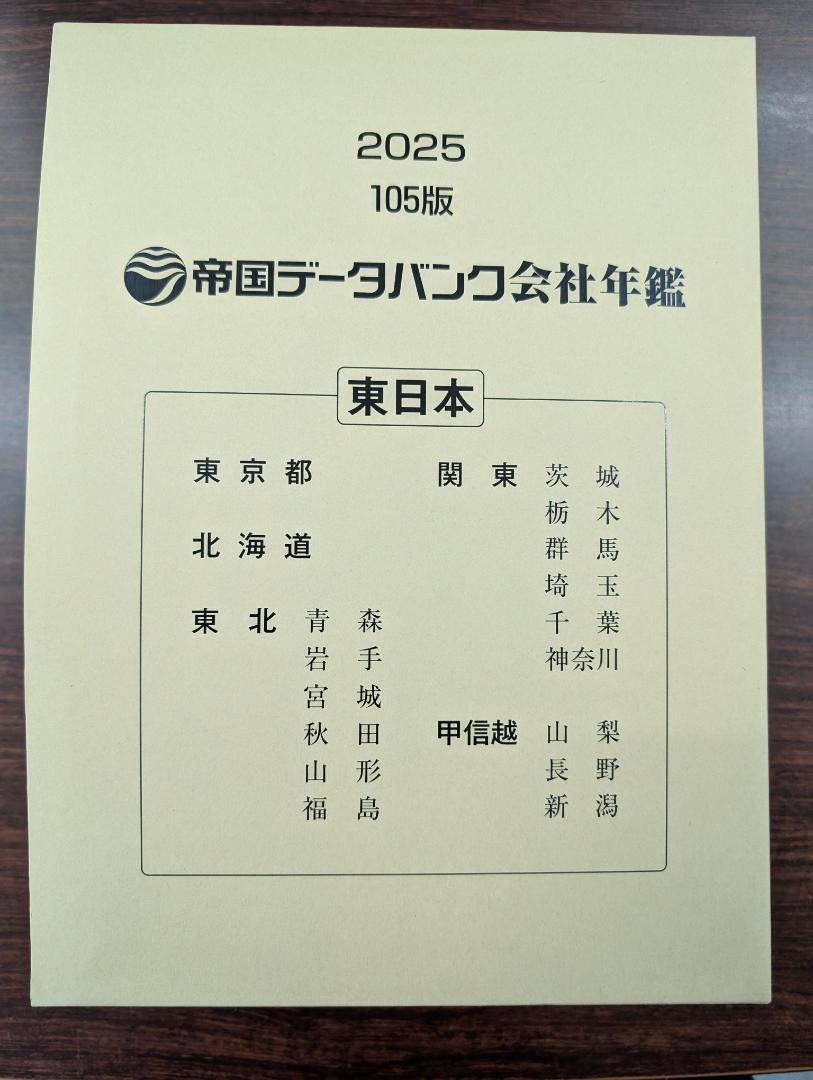 2025
105版
帝国データバンク会社年鑑
東日本
東京都
北海道
東北 青森
岩手
宮城
秋田
山形
福島
関東 茨城
栃木
群馬
埼玉
千葉
神奈川
甲信越 山梨
長野
新潟